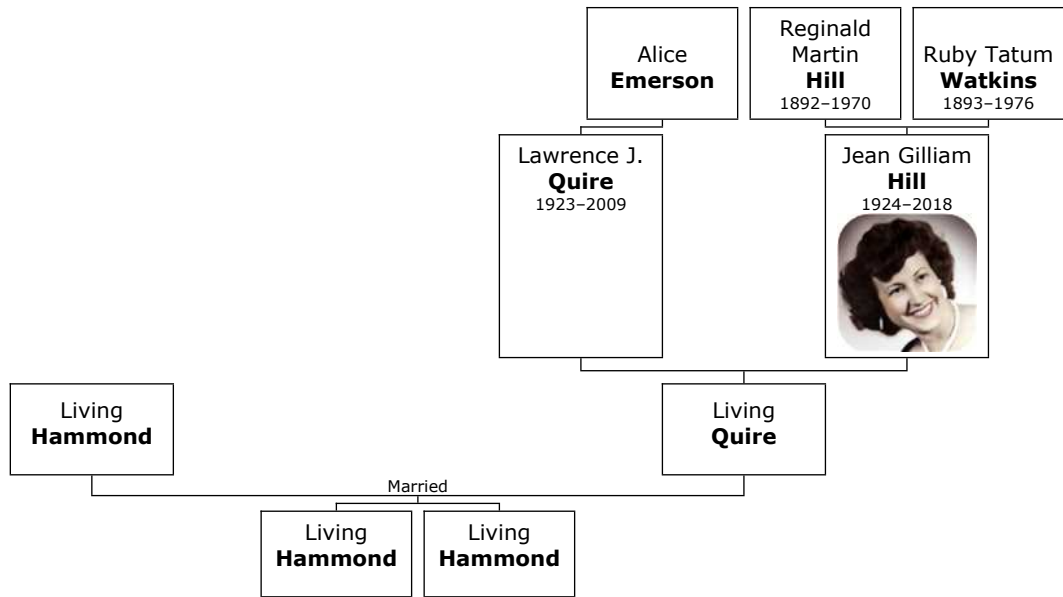 Alice
Emerson
Reginald
Martin
Hill
1892–1970
Ruby Tatum
Watkins
1893–1976
Lawrence J.
Quire
1923–2009
Jean Gilliam
Hill
1924–2018
Living
Hammond
Living
Quire
Married
Living
Hammond
Living
Hammond